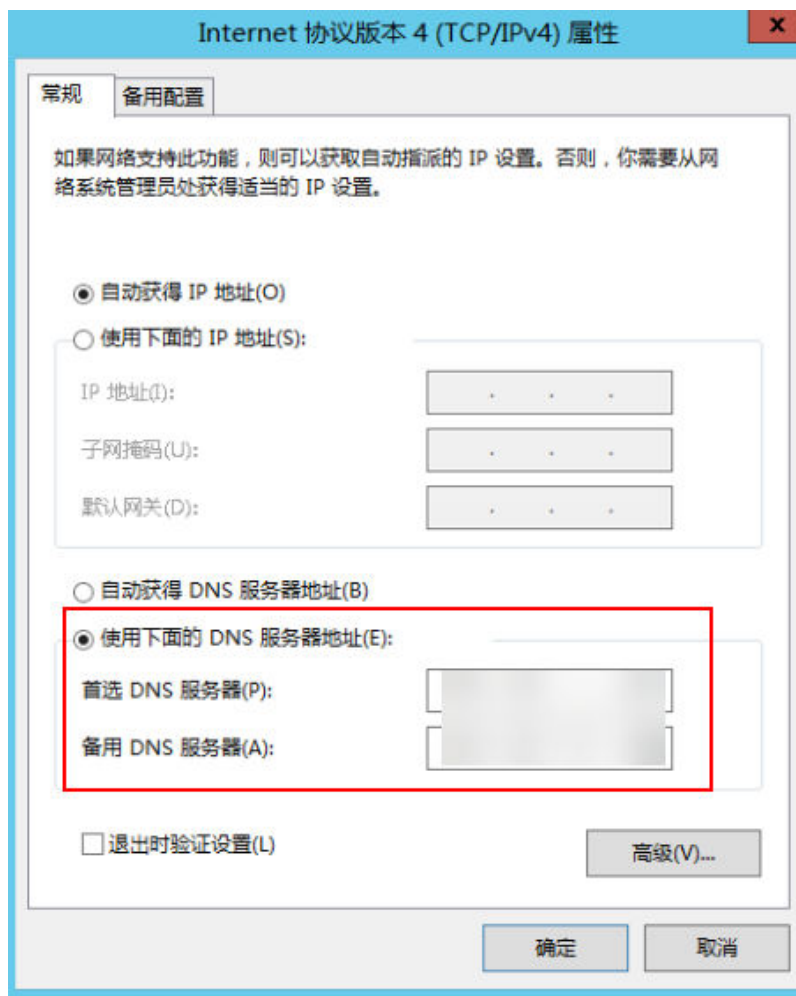 Internet 协议版本 4 (TCP/IPv4) 属性
x
常规
备用配置
如果网络支持此功能，则可以获取自动指派的 IP 设置。否则，你需要从网
络系统管理员处获得适当的 IP 设置。
自动获得 IP 地址(O)
使用下面的 IP 地址(S):
IP 地址(I):
子网掩码(U):
默认网关(D):
自动获得 DNS 服务器地址(B)
使用下面的 DNS 服务器地址(E):
首选 DNS 服务器(P):
备用 DNS 服务器(A):
退出时验证设置(L)
高级(V)...
确定
取消